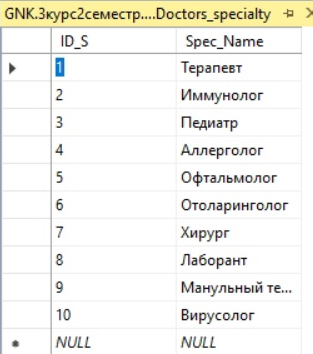 GNK.3курс2семестр....Doctors_specialty
ID_S Spec_Name
1 Терапевт
2 Иммунолог
3 Педиатр
4 Аллерголог
5 Офтальмолог
6 Отоларинголог
7 Хирург
8 Лаборант
9 Манульный те...
10 Вирусолог
NULL NULL